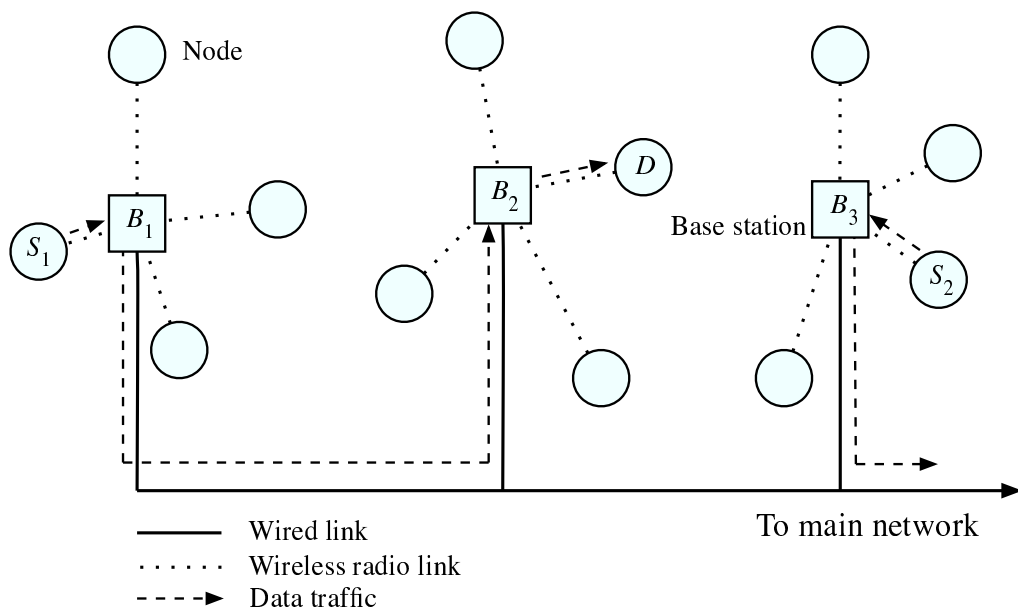 Node
D
B2
B1
B3
Base station
S1
S2
To main network
Wired link
Wireless radio link
Data traffic